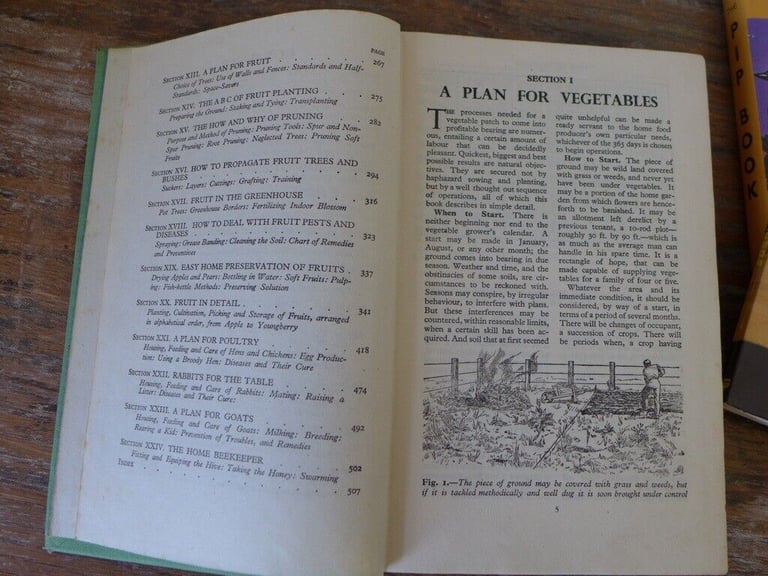 PAGE
SECTION XIII. A PLAN FOR FRUIT . . . . . 267
Choice of Trees: Use of Walls and Fences: Standards and Half-
Standards: Space-Savers
SECTION XIV. THE A B C OF FRUIT PLANTING . . . 275
Preparing the Ground: Staking and Tying: Transplanting
SECTION XV. THE HOW AND WHY OF PRUNING . . . 282
Purpose and Method of Pruning: Pruning Tools: Spur and Non-
Spur Pruning: Root Pruning: Neglected Trees: Pruning Soft
Fruits
SECTION XVI. HOW TO PROPAGATE FRUIT TREES AND
BUSHES . . . . . 294
Suckers: Layers: Cuttings: Grafting: Training
SECTION XVII. FRUIT IN THE GREENHOUSE . . . 316
Pot Trees: Greenhouse Borders: Fertilizing Indoor Blossom
SECTION XVIII. HOW TO DEAL WITH FRUIT PESTS AND
DISEASES . . . . . 323
Spraying: Grease Banding: Cleaning the Soil: Chart of Remedies
and Preventives
SECTION XIX. EASY HOME PRESERVATION OF FRUITS . 337
Drying Apples and Pears: Bottling in Water: Soft Fruits: Pulp-
ing: Fish-kettle Methods: Preserving Solution
SECTION XX. FRUIT IN DETAIL . . . . . 341
Planting, Cultivation, Picking and Storage of Fruits, arranged
in alphabetical order, from Apple to Youngberry
SECTION XXI. A PLAN FOR POULTRY . . . . 418
Housing, Feeding and Care of Hens and Chickens: Egg Produc-
tion: Using a Broody Hen: Diseases and Their Cure
SECTION XXII. RABBITS FOR THE TABLE . . . . 474
Housing, Feeding and Care of Rabbits: Mating: Raising a
Litter: Diseases and Their Cure:
SECTION XXIII. A PLAN FOR GOATS . . . . 492
Housing, Feeding and Care of Goats: Milking: Breeding:
Rearing a Kid: Prevention of Troubles, and Remedies
SECTION XXIV. THE HOME BEEKEEPER . . . . 502
Fitting and Equipping the Hive: Taking the Honey: Swarming
INDEX . . . . . 507
SECTION I
A PLAN FOR VEGETABLES
THE processes needed for a
vegetable patch to come into
profitable bearing are numer-
ous, entailing a certain amount of
labour that can be decidedly
pleasant. Quickest, biggest and best
possible results are natural objec-
tives. They are secured not by
haphazard sowing and planting,
but by a well thought out sequence
of operations, all of which this
book describes in simple detail.
When to Start. There is
neither beginning nor end to the
vegetable grower's calendar. A
start may be made in January,
August, or any other month; the
ground comes into bearing in due
season. Weather and time, and the
obstinacies of some soils, are cir-
cumstances to be reckoned with.
Seasons may conspire, by irregular
behaviour, to interfere with plans.
But these interferences may be
countered, within reasonable limits,
when a certain skill has been ac-
quired. And soil that at first seemed
quite unhelpful can be made a
ready servant to the home food
producer's own particular needs,
whichever of the 365 days is chosen
to begin operations.
How to Start. The piece of
ground may be wild land covered
with grass or weeds, and never yet
have been under vegetables. It
may be a portion of the home gar-
den from which flowers are hence-
forth to be banished. It may be
an allotment left derelict by a
previous tenant, a 10-rod plot—
roughly 30 ft. by 90 ft.—which is
as much as the average man can
handle in his spare time. It is a
rectangle of hope, that can be
made capable of supplying vege-
tables for a family of four or five.
Whatever the area and its
immediate condition, it should be
considered, by way of a start, in
terms of a period of several months.
There will be changes of occupant,
a succession of crops. There will
be periods when, a crop having
Fig. 1.—The piece of ground may be covered with grass and weeds, but
if it is tackled methodically and well dug it is soon brought under control
5
PIP BOOK